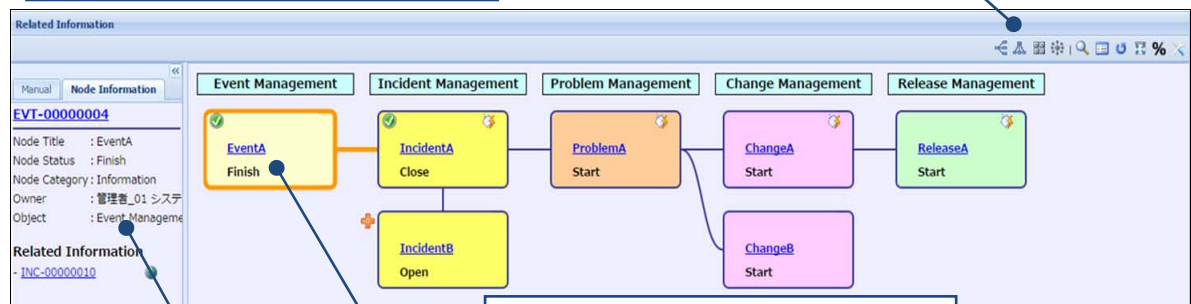 Related Information
%
Manual Node Information
EVT-00000004
Node Title : EventA
Node Status : Finish
Node Category : Information
Owner : 管理者_01 システ
Object : Event Manageme
Related Information
- INC-00000010
Event Management Incident Management Problem Management Change Management Release Management
EventA IncidentA ProblemA ChangeA ReleaseA
Finish Close Start Start Start
IncidentB ChangeB
Open Start